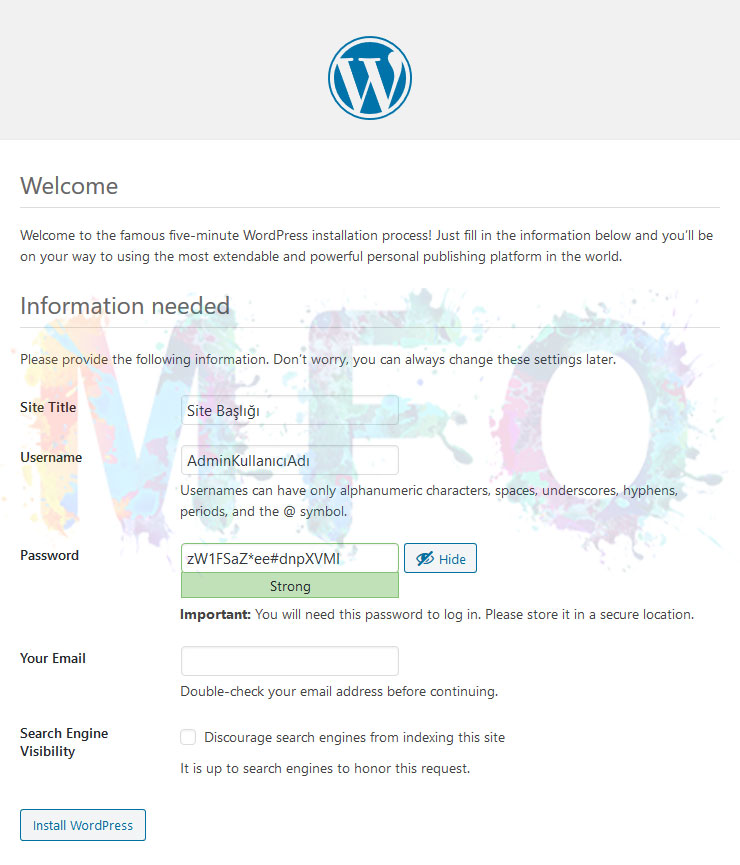 Welcome
Welcome to the famous five-minute WordPress installation process! Just fill in the information below and you'll be
on your way to using the most extendable and powerful personal publishing platform in the world.
Information needed
Please provide the following information. Don't worry, you can always change these settings later.
Site Title
Site Başlığı
Username
AdminKullanıcıAdı
Usernames can have only alphanumeric characters, spaces, underscores, hyphens,
periods, and the @ symbol.
Password
zW1FSaZ*ee#dnpXVMI
Hide
Strong
Important: You will need this password to log in. Please store it in a secure location.
Your Email
Double-check your email address before continuing.
Search Engine
Visibility
Discourage search engines from indexing this site
It is up to search engines to honor this request.
Install WordPress
MFO